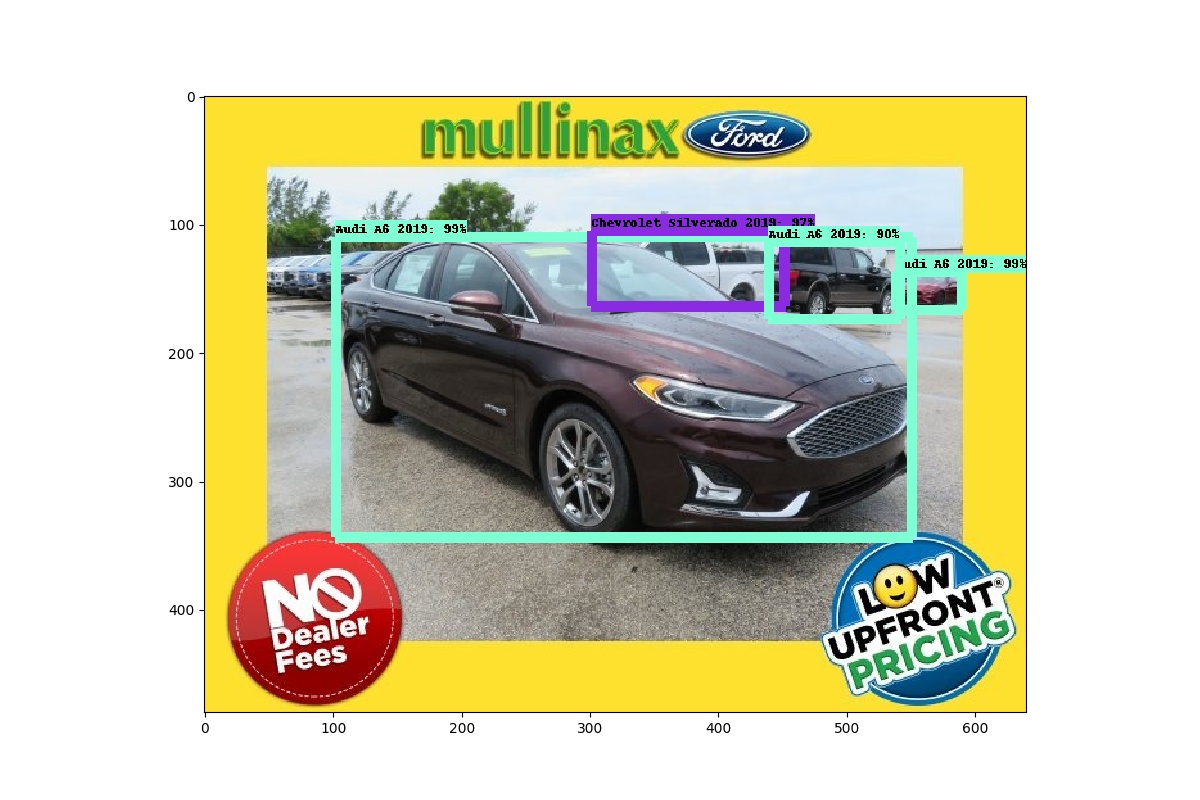 0
100
200
300
400
0
100
200
300
400
500
600
mullinax Ford
Chevrolet Silverado 2019: 97%
Audi A6 2019: 99%
Audi A6 2019: 90%
udi A6 2019: 99%
NO
Dealer
Fees
LOW
UPFRONT®
PRICING